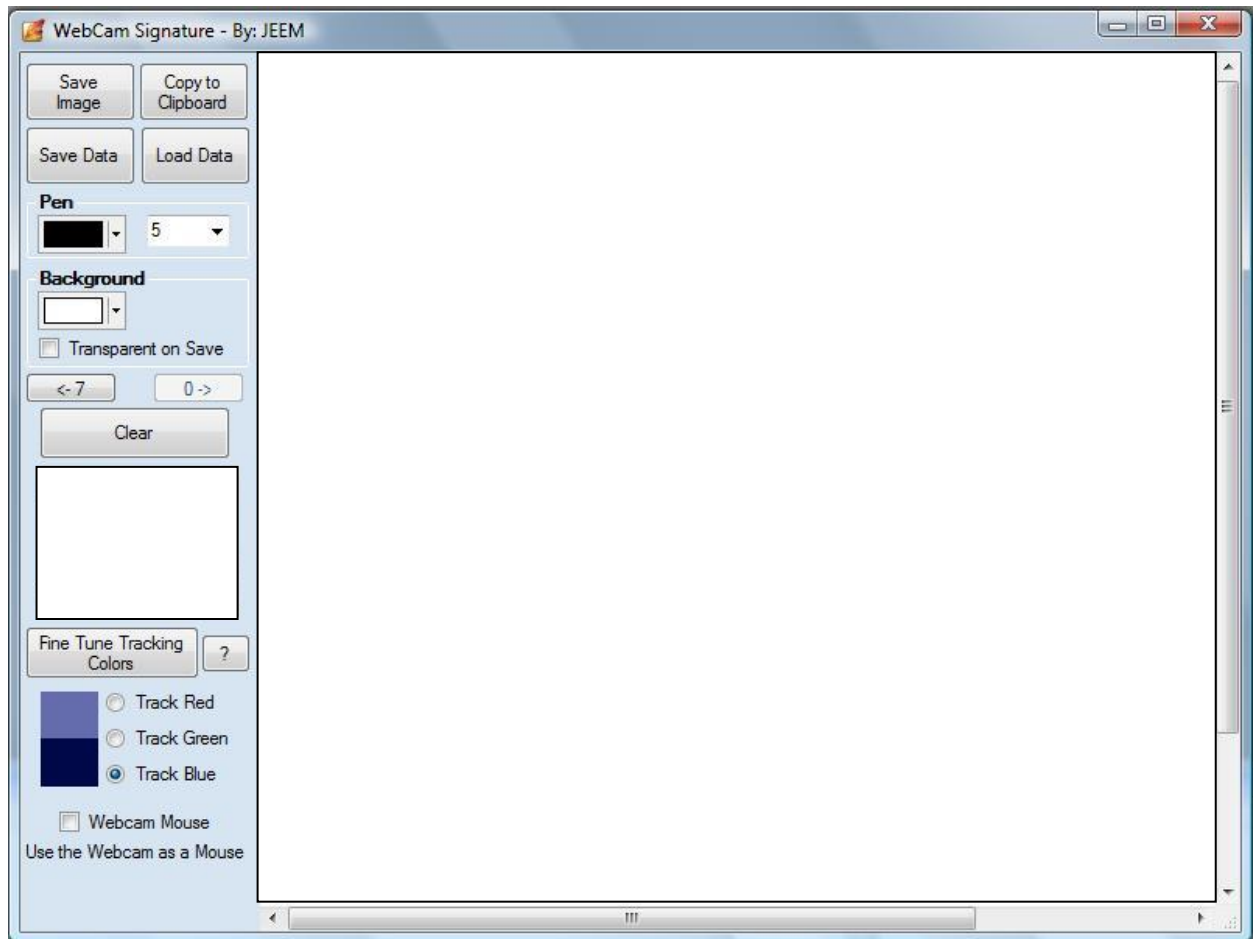 WebCam Signature - By: JEEM
Save
Image
Copy to
Clipboard
Save Data
Load Data
Pen
5
Background
Transparent on Save
<- 7
0 ->
Clear
Fine Tune Tracking
Colors
?
Track Red
Track Green
Track Blue
Webcam Mouse
Use the Webcam as a Mouse